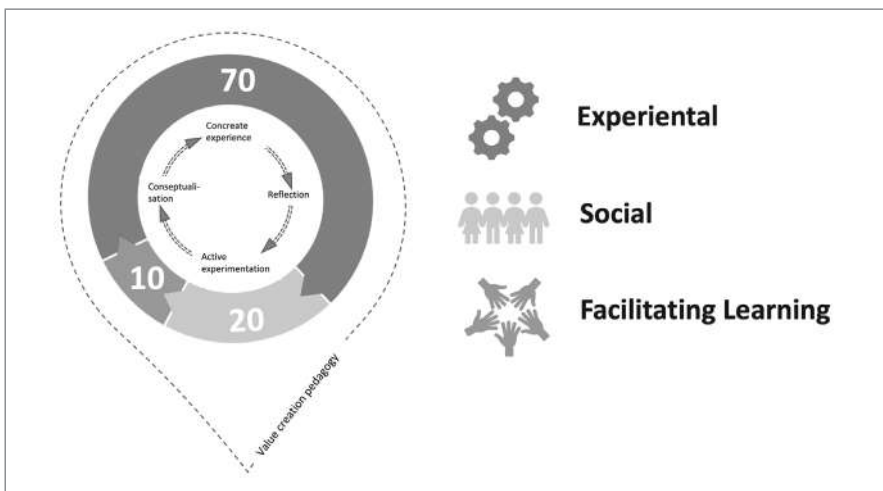 70
Concreate
experience
Conseptuali-
sation
Reflection
Active
experimentation
10
20
Value creation pedagogy
Experiental
Social
Facilitating Learning